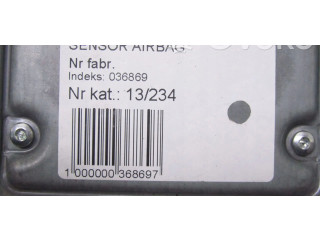 SENSOR AIRBAG
Nr fabr.
Indeks: 036869
Nr kat.: 13/234
1 000000 368697